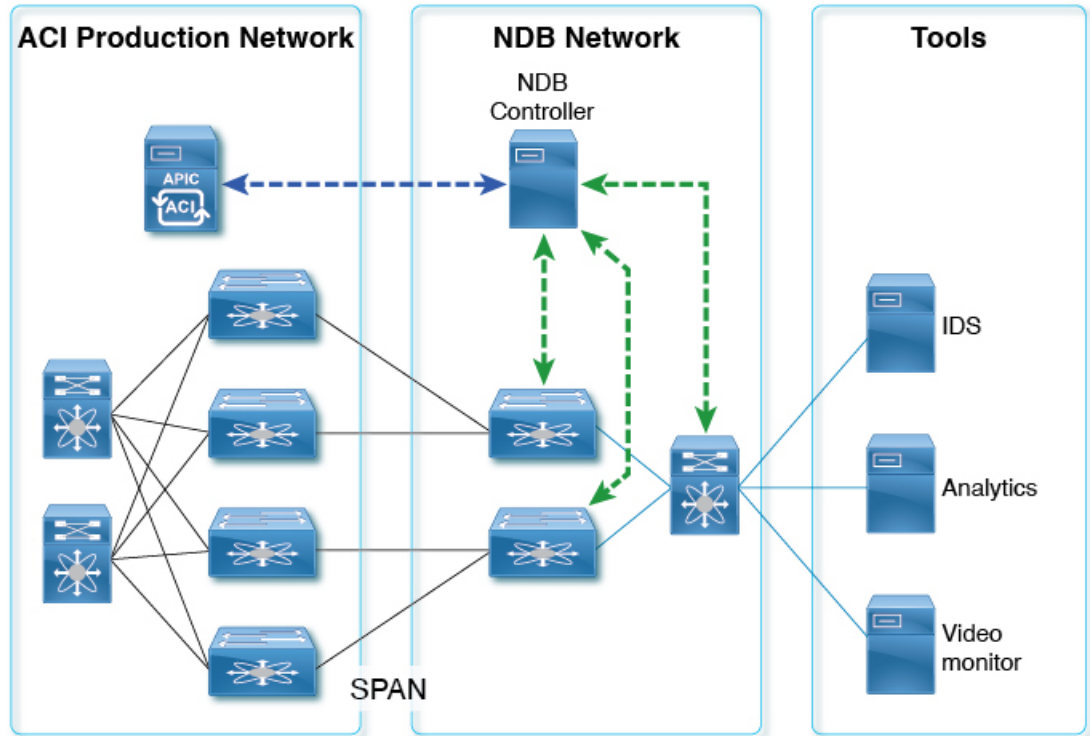 ACI Production Network
NDB Network
Tools
NDB
Controller
APIC
ACI
IDS
Analytics
Video
monitor
SPAN